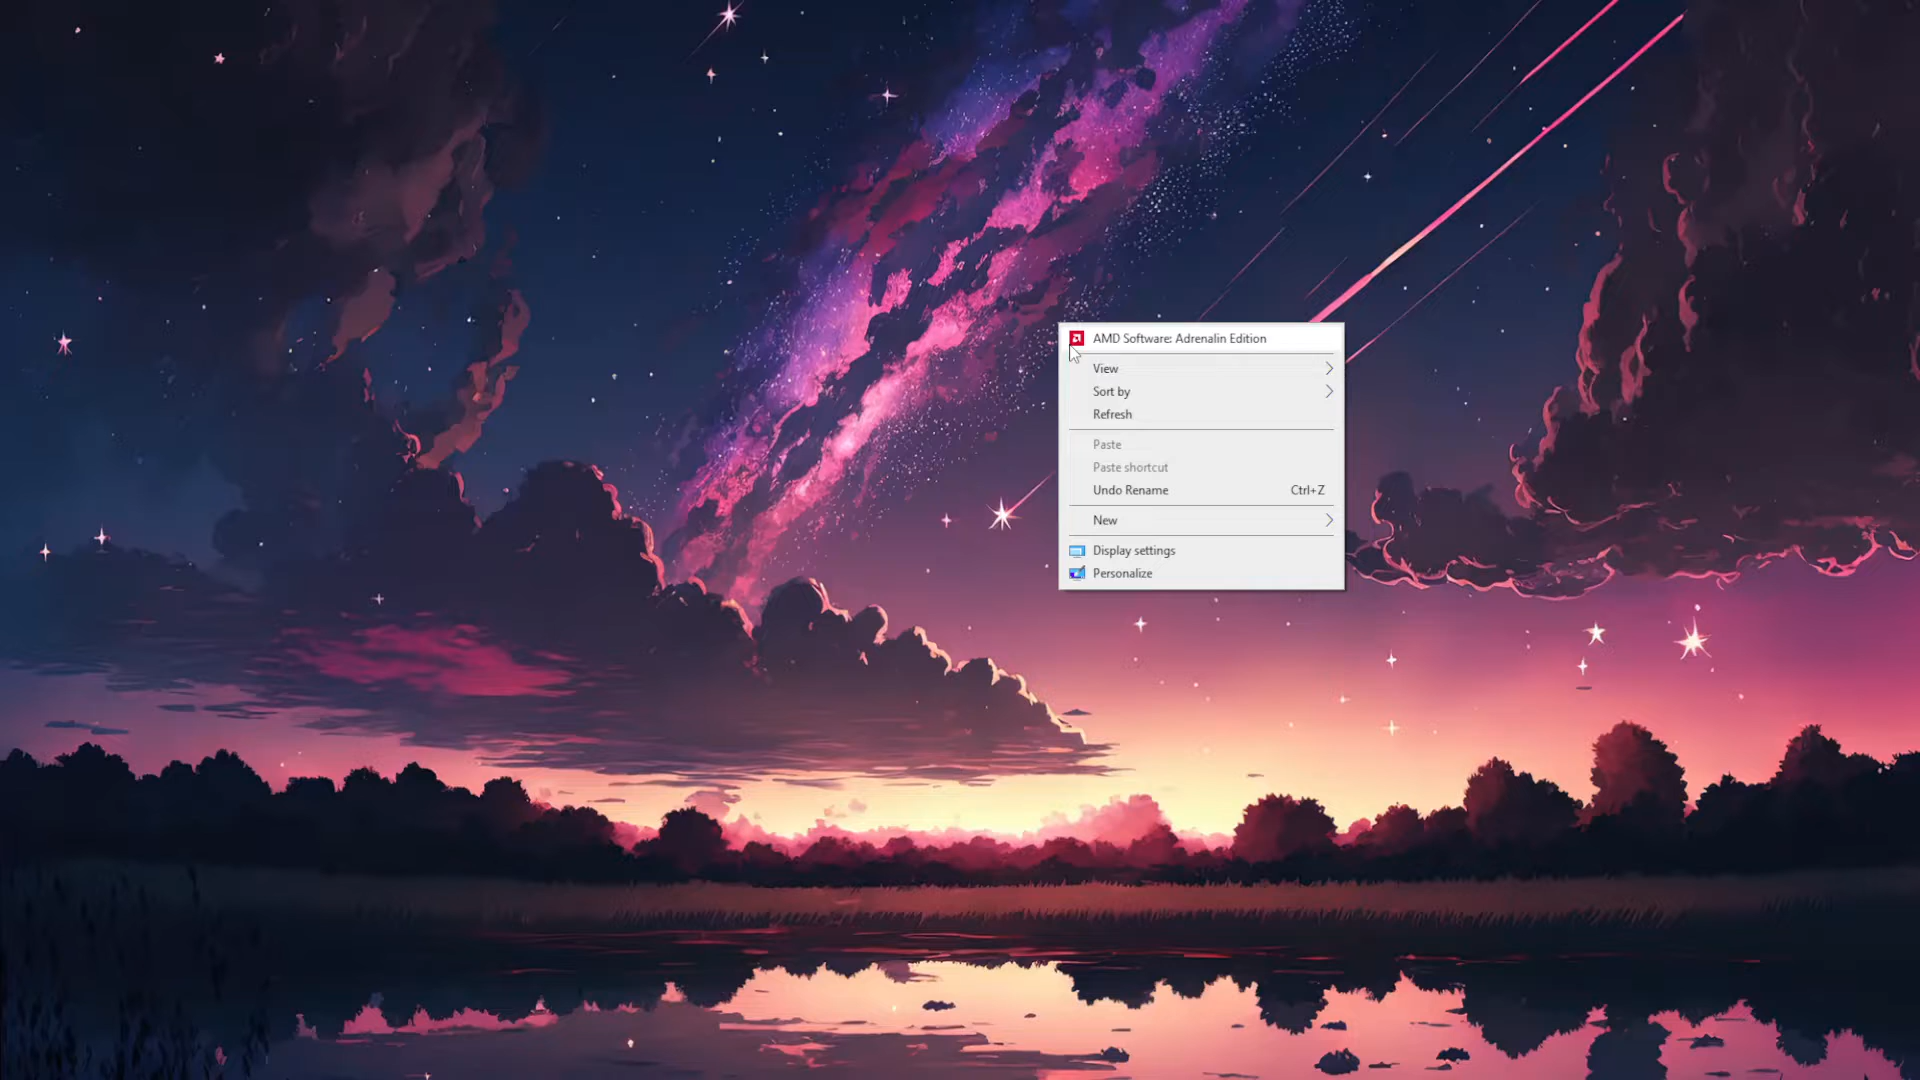 AMD Software: Adrenalin Edition
View
Sort by
Refresh
Paste
Paste shortcut
Undo Rename Ctrl+Z
New
Display settings
Personalize